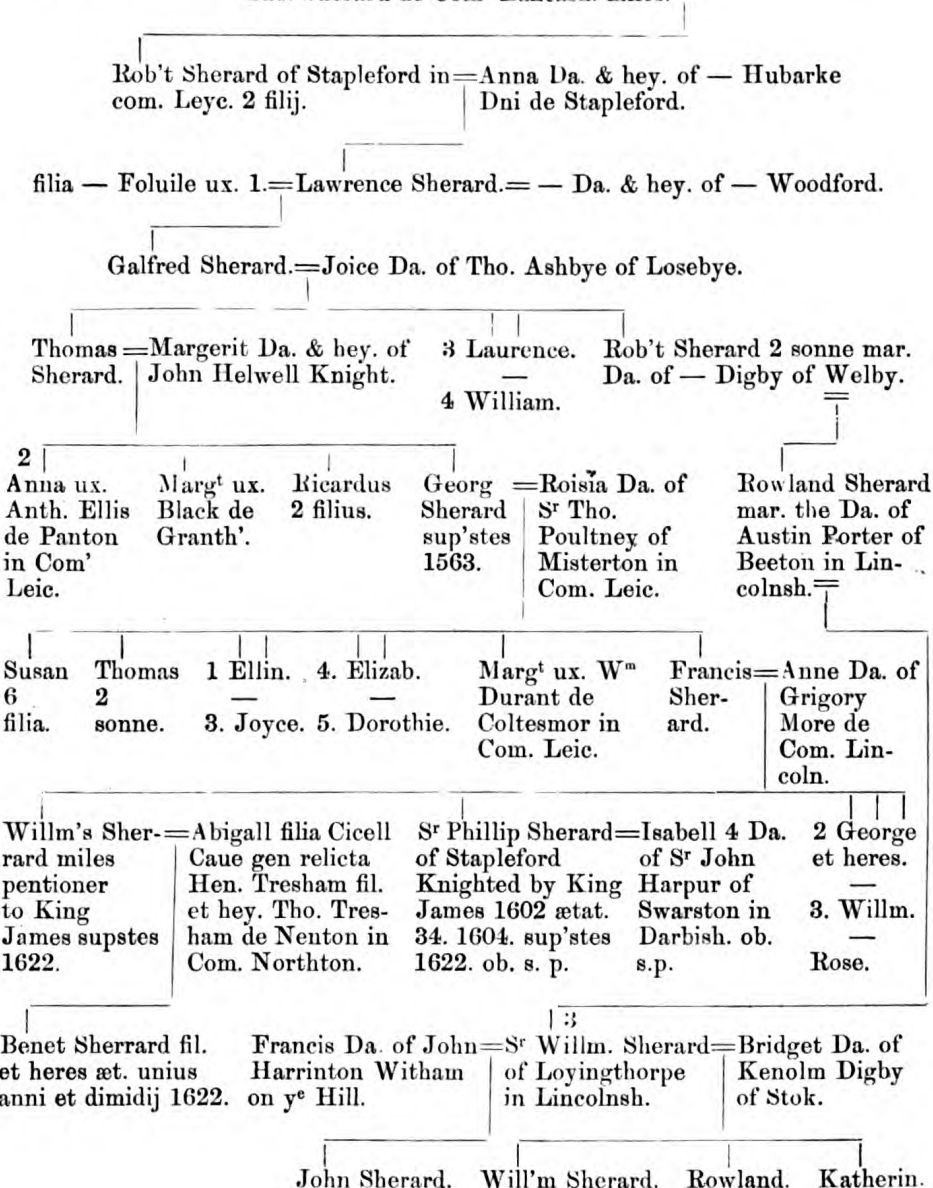 Rob't Sherard of Stapleford in=Anna Da. & hey. of — Hubarke
com. Leyc. 2 filij.
Dni de Stapleford.
filia — Foluile ux. 1.=Lawrence Sherard.= — Da. & hey. of — Woodford.
Galfred Sherard.=Joice Da. of Tho. Ashbye of Losebye.
Thomas
Sherard.
=Margerit Da. & hey. of
John Helwell Knight.
3 Laurence.
—
4 William.
Rob't Sherard 2 sonne mar.
Da. of — Digby of Welby.
=
2
Anna ux.
Anth. Ellis
de Panton
in Com'
Leic.
Margᵗ ux.
Black de
Granth'.
Ricardus
2 filius.
Georg
Sherard
sup'stes
1563.
=Roisia Da. of
Sʳ Tho.
Poultney of
Misterton in
Com. Leic.
Rowland Sherard
mar. the Da. of
Austin Porter of
Beeton in Lin-
colnsh.=
Susan
6
filia.
Thomas
2
sonne.
1 Ellin.
—
3. Joyce.
4. Elizab.
—
5. Dorothie.
Margᵗ ux. Wᵐ
Durant de
Coltesmor in
Com. Leic.
Francis
Sher-
ard.
=Anne Da. of
Grigory
More de
Com. Lin-
coln.
Willm's Sher-
rard miles
pentioner
to King
James supstes
1622.
=Abigall filia Cicell
Caue gen relicta
Hen. Tresham fil.
et hey. Tho. Tres-
ham de Neuton in
Com. Northton.
Sʳ Phillip Sherard
of Stapleford
Knighted by King
James 1602 ætat.
34. 1604. sup'stes
1622. ob. s. p.
=Isabell 4 Da.
of Sʳ John
Harpur of
Swarston in
Darbish. ob.
s.p.
2 George
et heres.
—
3. Willm.
—
Rose.
Benet Sherrard fil.
et heres æt. unius
anni et dimidij 1622.
Francis Da. of John
Harrinton Witham
on yᵉ Hill.
3
=Sʳ Willm. Sherard
of Loyingthorpe
in Lincolnsh.
=Bridget Da. of
Kenolm Digby
of Stok.
John Sherard. Will'm Sherard. Rowland. Katherin.